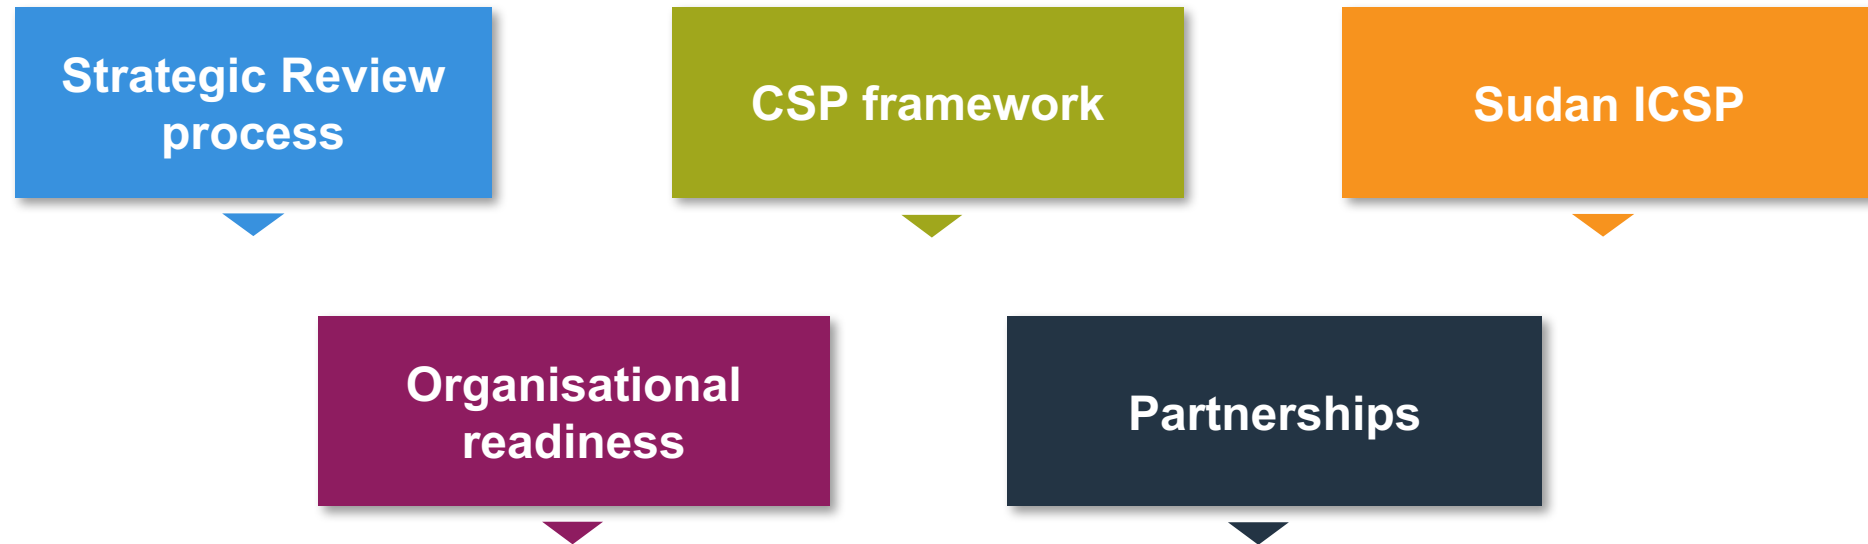 Strategic Review
process
CSP framework
Sudan ICSP
Organisational
readiness
Partnerships